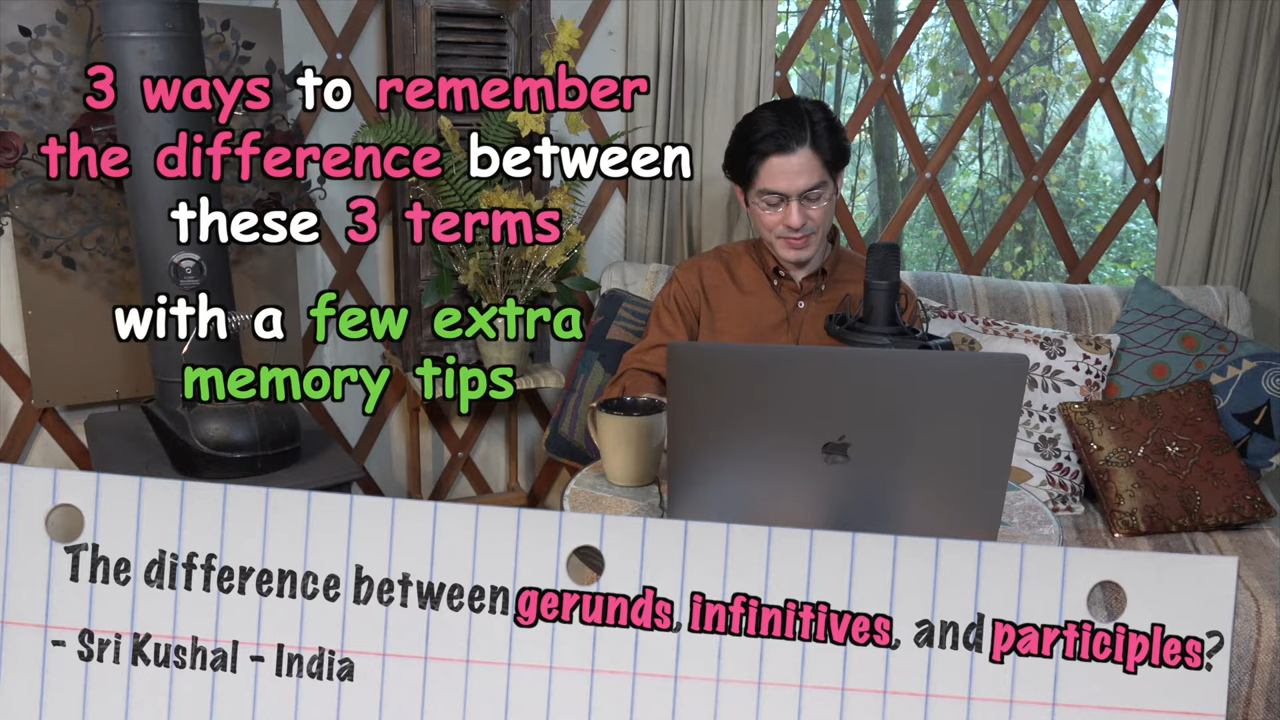 3 ways to remember
the difference between
these 3 terms
with a few extra
memory tips
The difference between gerunds, infinitives, and participles?
- Sri Kushal - India